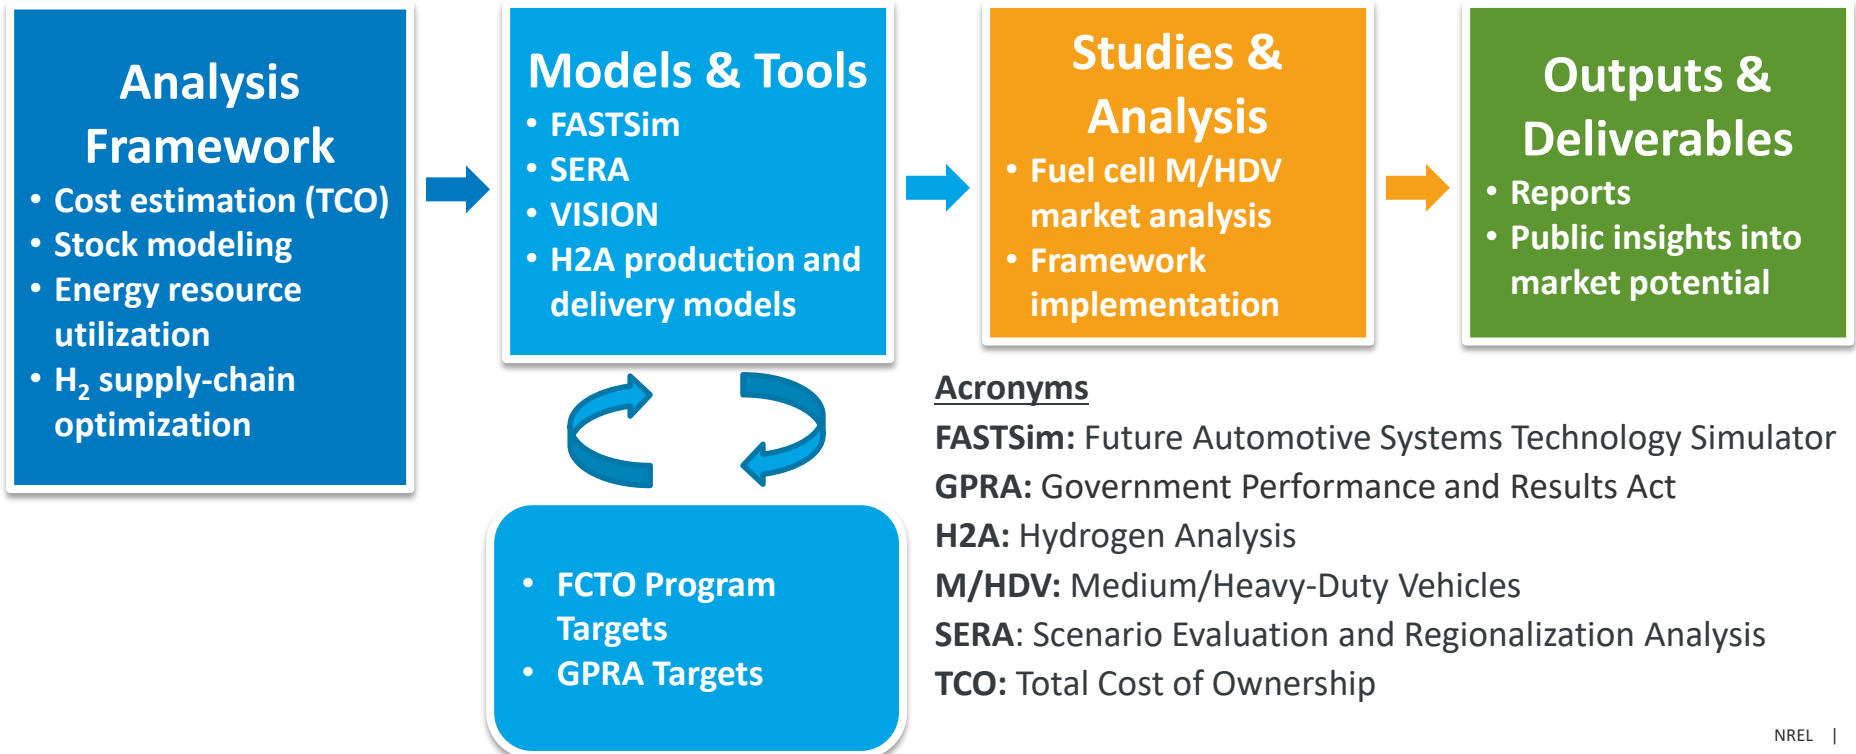 Analysis
Framework
• Cost estimation (TCO)
• Stock modeling
• Energy resource
utilization
• H₂ supply-chain
optimization
Models & Tools
• FASTSim
• SERA
• VISION
• H2A production and
delivery models
Studies &
Analysis
• Fuel cell M/HDV
market analysis
• Framework
implementation
Outputs &
Deliverables
• Reports
• Public insights into
market potential
• FCTO Program
Targets
• GPRA Targets
Acronyms
FASTSim: Future Automotive Systems Technology Simulator
GPRA: Government Performance and Results Act
H2A: Hydrogen Analysis
M/HDV: Medium/Heavy-Duty Vehicles
SERA: Scenario Evaluation and Regionalization Analysis
TCO: Total Cost of Ownership
NREL |